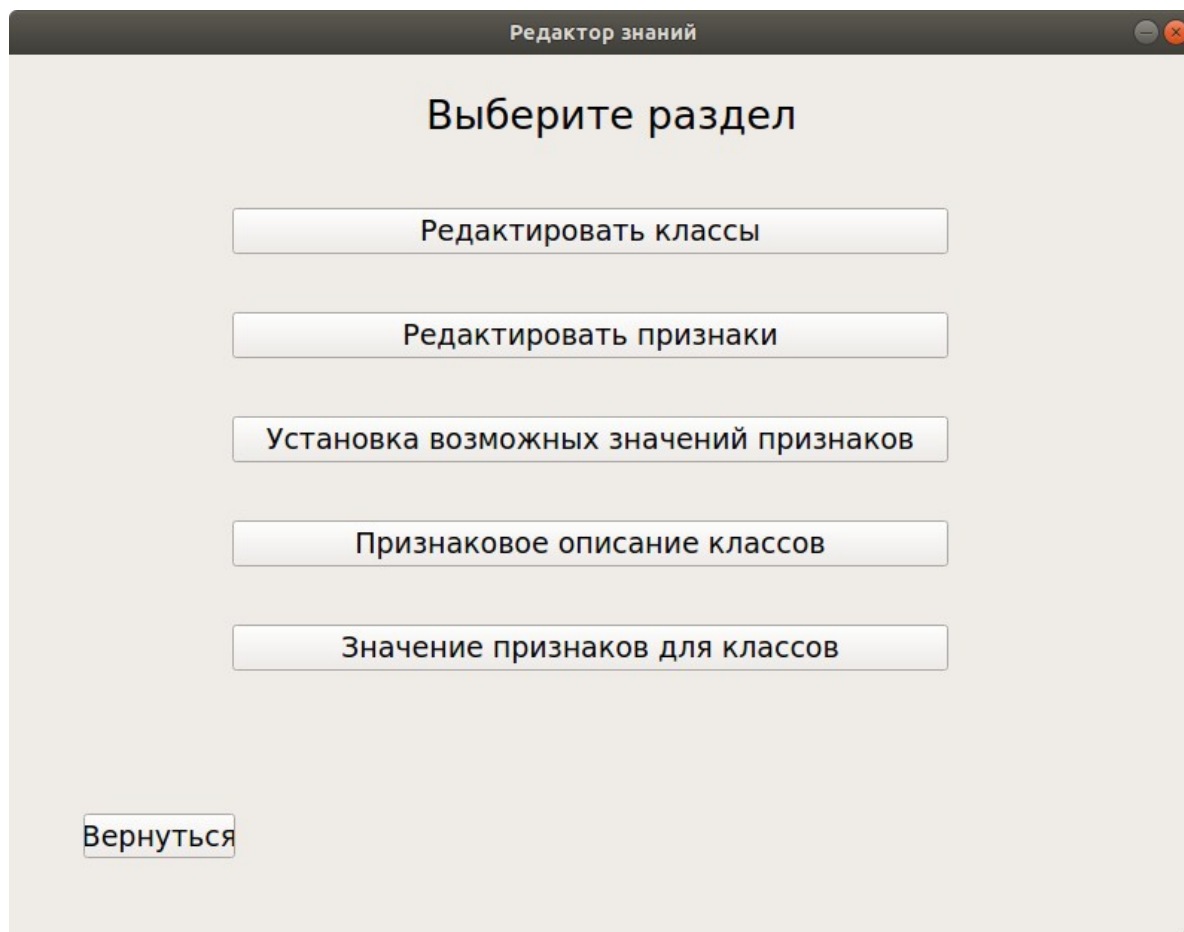 Редактор знаний
Выберите раздел
Редактировать классы
Редактировать признаки
Установка возможных значений признаков
Признаковое описание классов
Значение признаков для классов
Вернуться